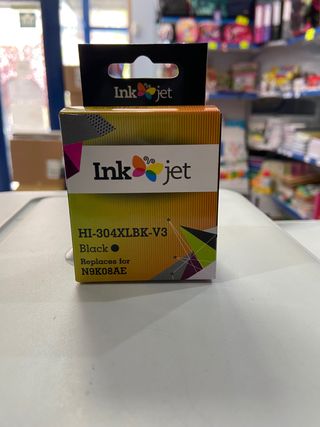 Ink jet
Ink jet
HI-304XLBK-V3
Black
Replaces for
N9K08AE